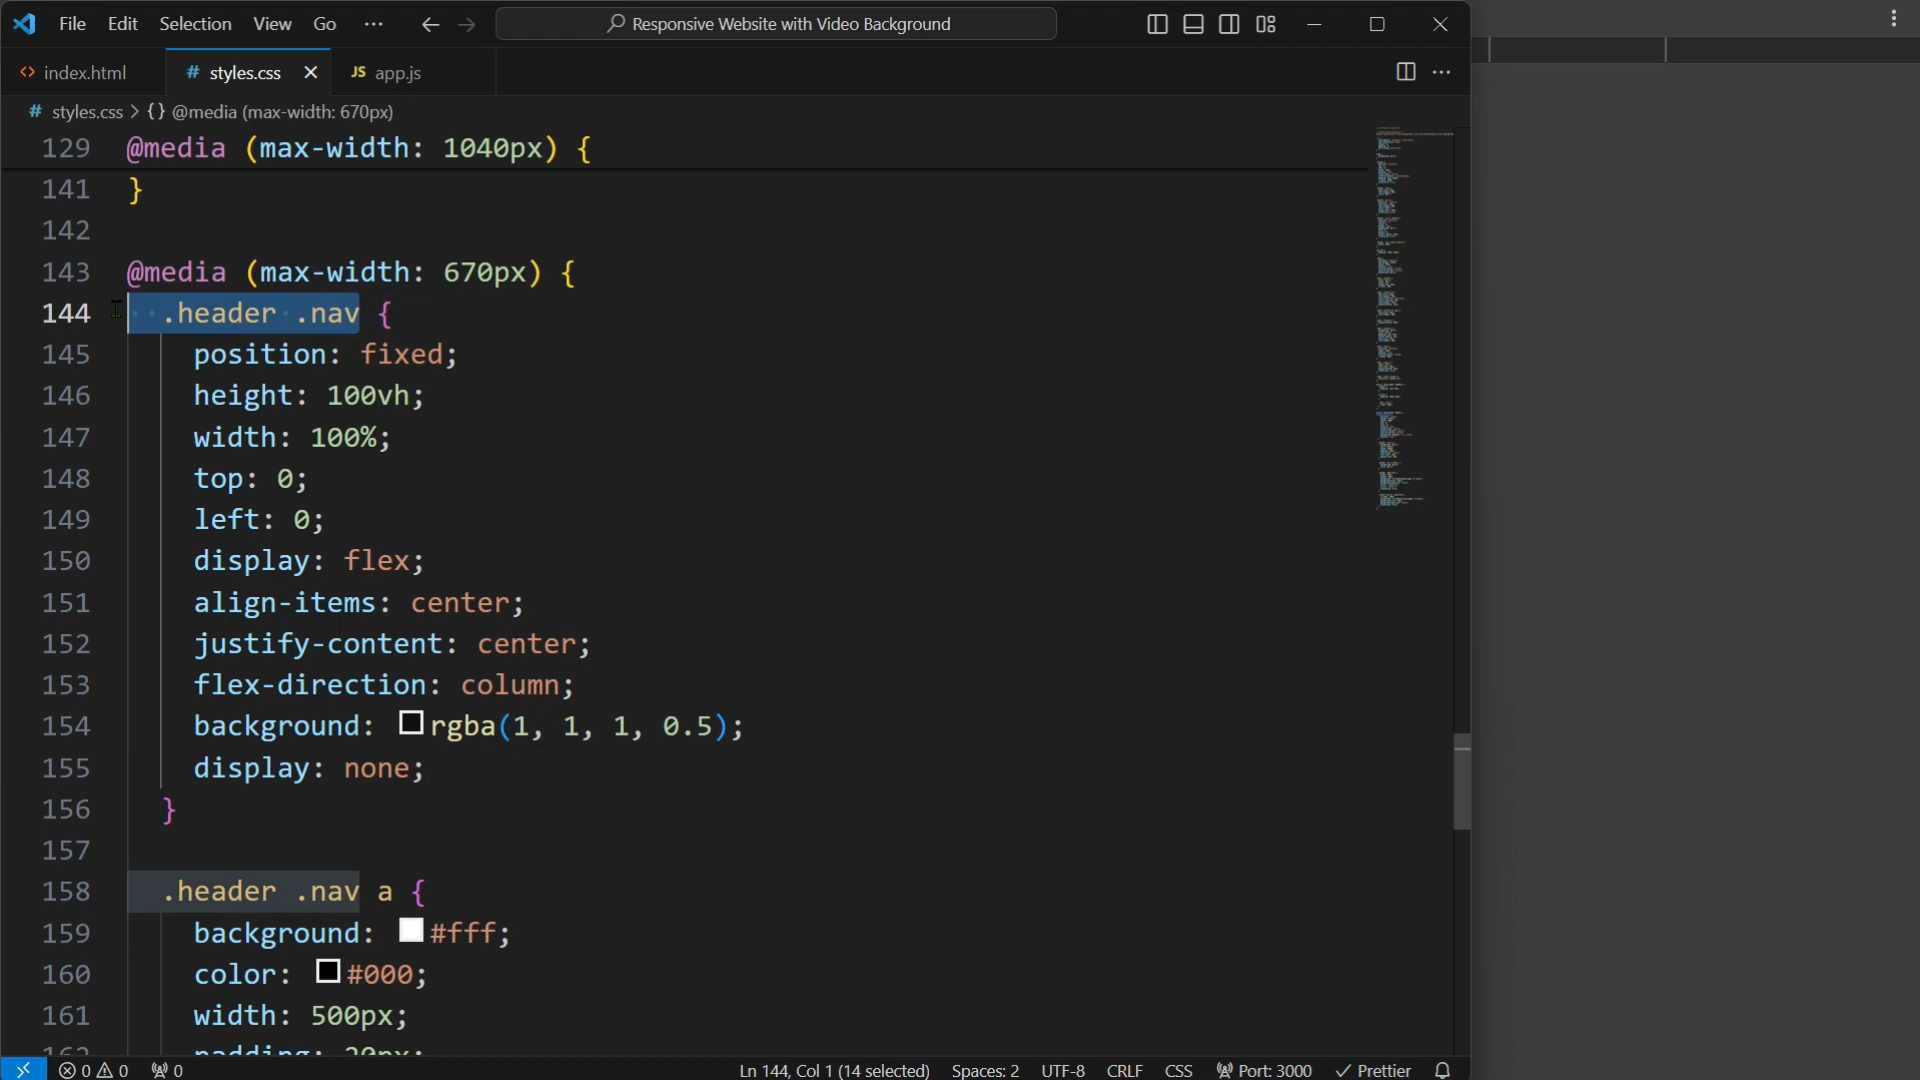 File Edit Selection View Go ··· Responsive Website with Video Background
index.html # styles.css JS app.js
# styles.css > {} @media (max-width: 670px)
129 @media (max-width: 1040px) {
141 }
142
143 @media (max-width: 670px) {
144 .header .nav {
145 position: fixed;
146 height: 100vh;
147 width: 100%;
148 top: 0;
149 left: 0;
150 display: flex;
151 align-items: center;
152 justify-content: center;
153 flex-direction: column;
154 background: rgba(1, 1, 1, 0.5);
155 display: none;
156 }
157
158 .header .nav a {
159 background: #fff;
160 color: #000;
161 width: 500px;
162 padding: 20px;
0 0 0 Ln 144, Col 1 (14 selected) Spaces: 2 UTF-8 CRLF CSS Port: 3000 Prettier